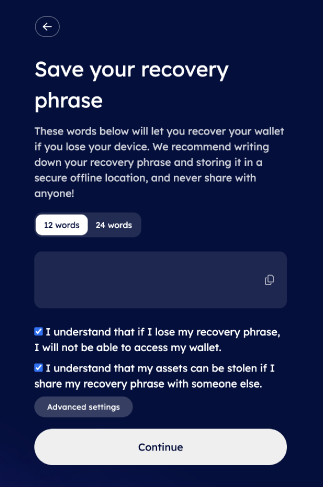 Save your recovery
phrase
These words below will let you recover your wallet
if you lose your device. We recommend writing
down your recovery phrase and storing it in a
secure offline location, and never share with
anyone!
12 words 24 words
I understand that if I lose my recovery phrase,
I will not be able to access my wallet.
I understand that my assets can be stolen if I
share my recovery phrase with someone else.
Advanced settings
Continue